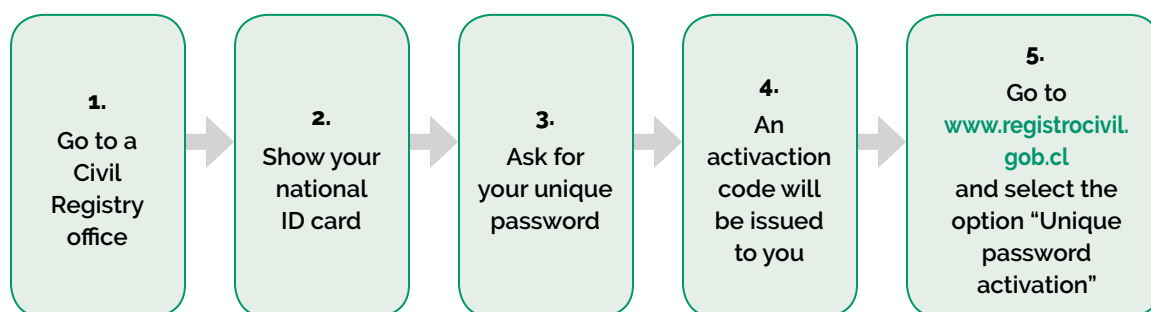 1.
Go to a
Civil
Registry
office
2.
Show your
national
ID card
3.
Ask for
your unique
password
4.
An
activaction
code will
be issued
to you
5.
Go to
www.registrocivil.
gob.cl
and select the
option “Unique
password
activation”